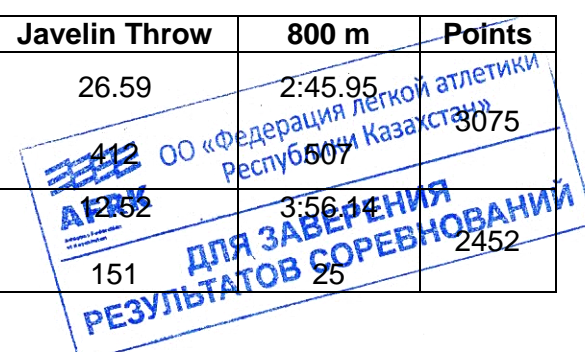 Javelin Throw 800 m Points
26.59 2:45.95
3075
412 507
12.52 3:56.14
2452
151 25
ОО «Федерация легкой атлетики
Республики Казахстан»
ДЛЯ ЗАВЕРЕНИЯ
РЕЗУЛЬТАТОВ СОРЕВНОВАНИЙ